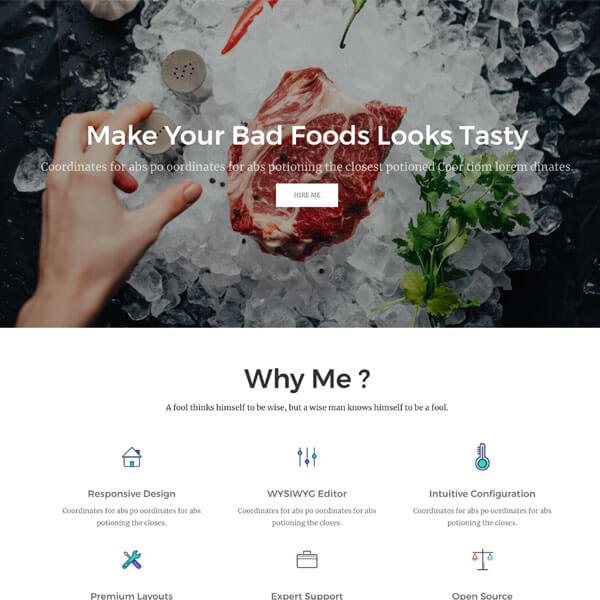 Make Your Bad Foods Looks Tasty
Coordinates for abs po oordinates for abs potioning the closest potioned Coor tiom lorem dinates.
HIRE ME
Why Me ?
A fool thinks himself to be wise, but a wise man knows himself to be a fool.
Responsive Design
WYSIWYG Editor
Intuitive Configuration
Coordinates for abs po oordinates for abs
Coordinates for abs po oordinates for abs
Coordinates for abs po oordinates for abs
potioning the closes.
potioning the closes.
potioning the closes.
Premium Layouts
Expert Support
Open Source